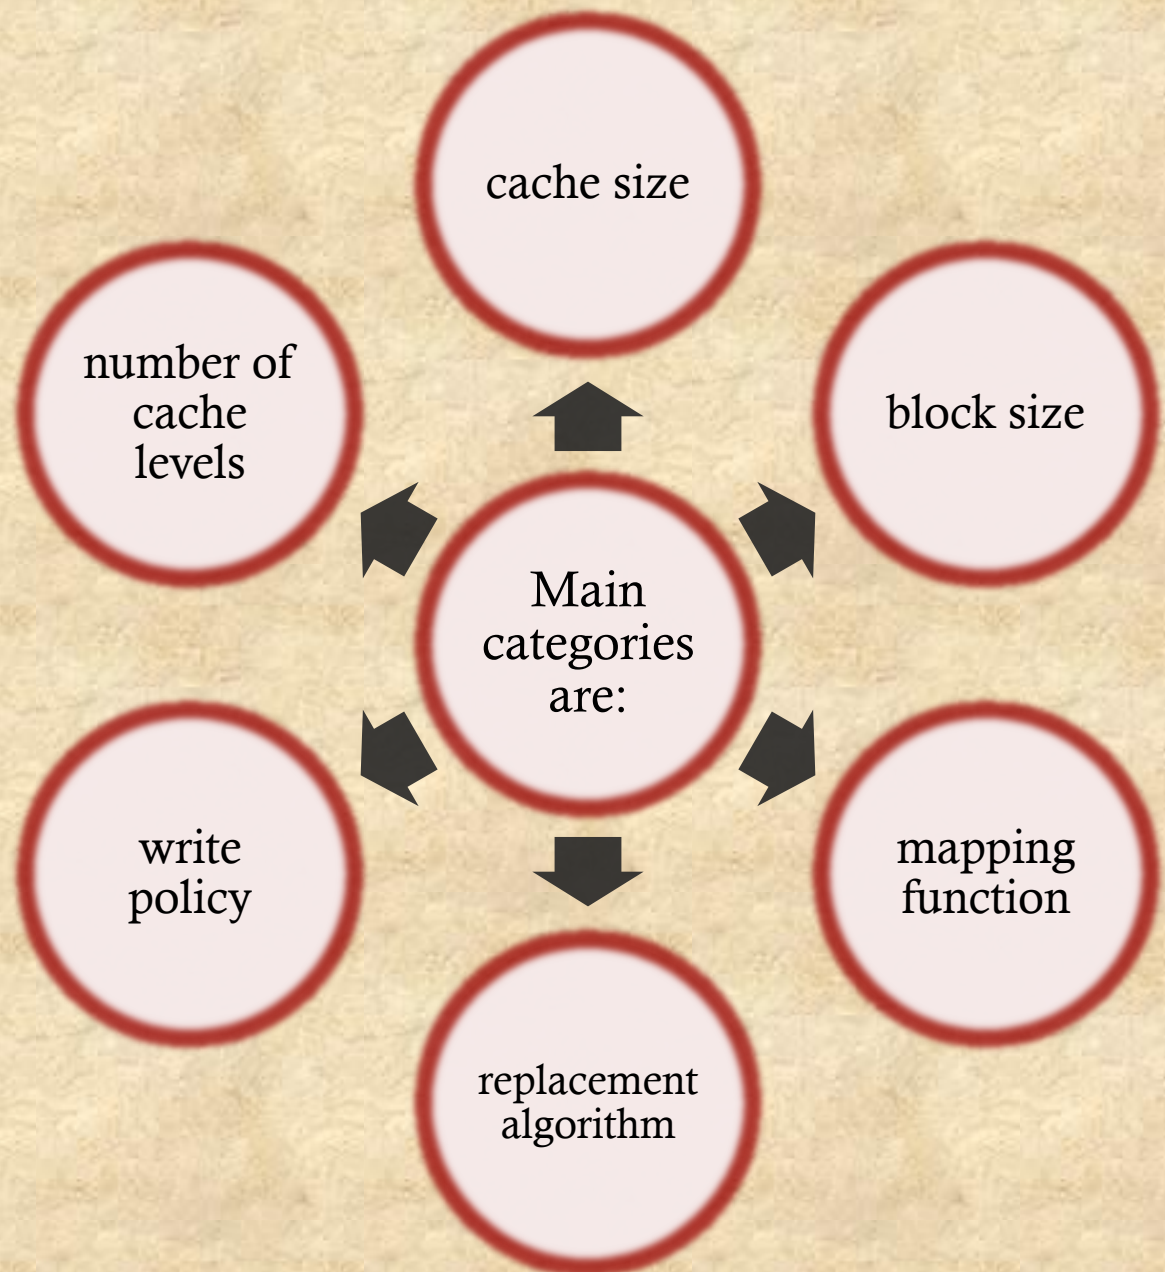 cache size
number of
cache
levels
block size
Main
categories
are:
write
policy
mapping
function
replacement
algorithm